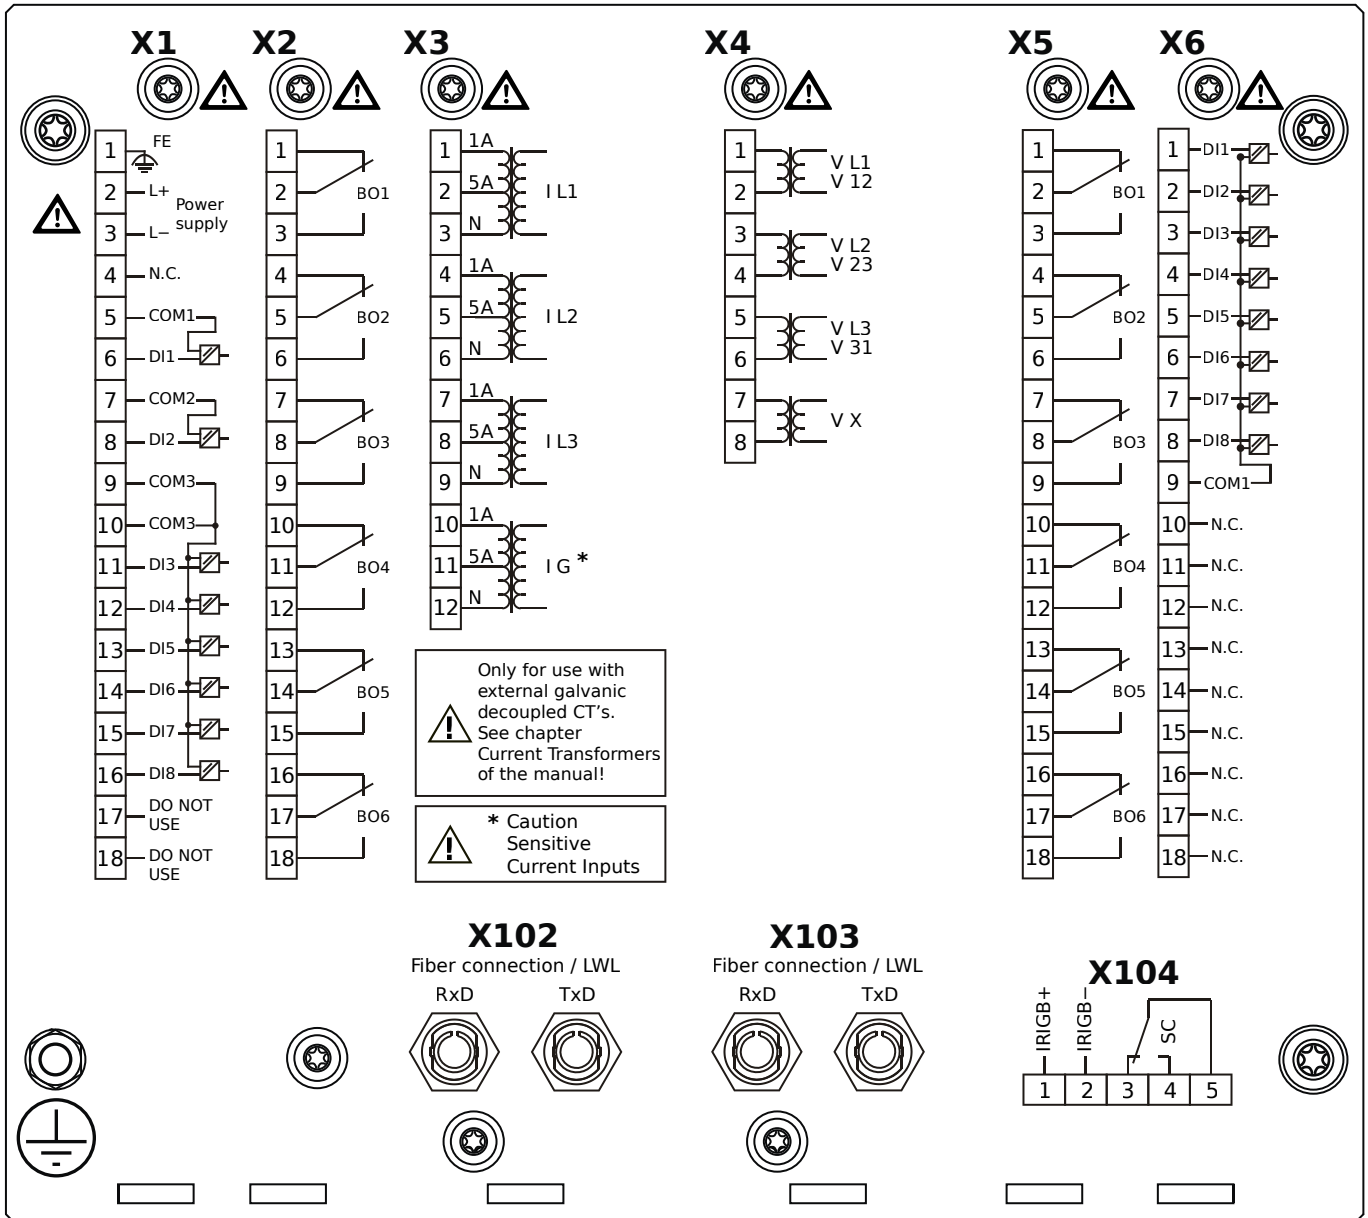 X1
X2
X3
X4
X5
X6
1 FE
2 L+
Power
supply
3 L−
4 N.C.
5 COM1
6 DI1
7 COM2
8 DI2
9 COM3
10 COM3
11 DI3
12 DI4
13 DI5
14 DI6
15 DI7
16 DI8
17 DO NOT
USE
18 DO NOT
USE
1
2 BO1
3
4
5 BO2
6
7
8 BO3
9
10
11 BO4
12
13
14 BO5
15
16
17 BO6
18
1 1A
2 5A I L1
3 N
4 1A
5 5A I L2
6 N
7 1A
8 5A I L3
9 N
10 1A
11 5A I G *
12 N
Only for use with
external galvanic
decoupled CT's.
See chapter
Current Transformers
of the manual!
* Caution
Sensitive
Current Inputs
1 V L1
2 V 12
3 V L2
4 V 23
5 V L3
6 V 31
7 V X
8
1
2 BO1
3
4
5 BO2
6
7
8 BO3
9
10
11 BO4
12
13
14 BO5
15
16
17 BO6
18
1 DI1
2 DI2
3 DI3
4 DI4
5 DI5
6 DI6
7 DI7
8 DI8
9 COM1
10 N.C.
11 N.C.
12 N.C.
13 N.C.
14 N.C.
15 N.C.
16 N.C.
17 N.C.
18 N.C.
X102
Fiber connection / LWL
RxD TxD
X103
Fiber connection / LWL
RxD TxD
X104
IRIGB+
IRIGB−
SC
1 2 3 4 5